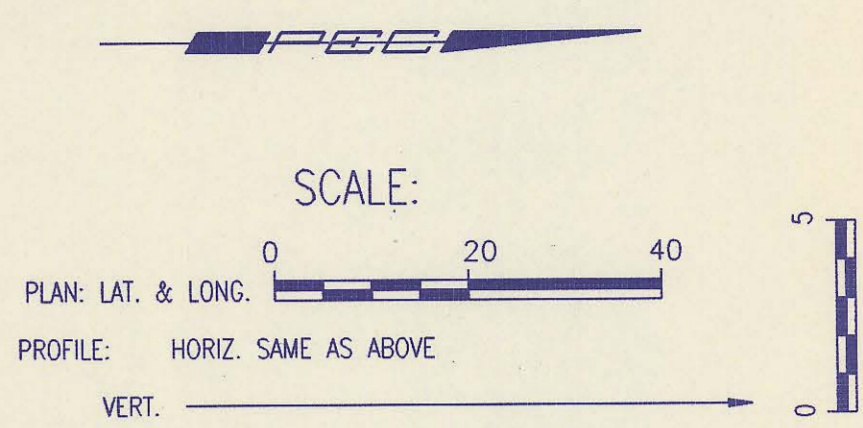 PEC
SCALE:
0 20 40
PLAN: LAT. & LONG.
PROFILE: HORIZ. SAME AS ABOVE
VERT.
5
0